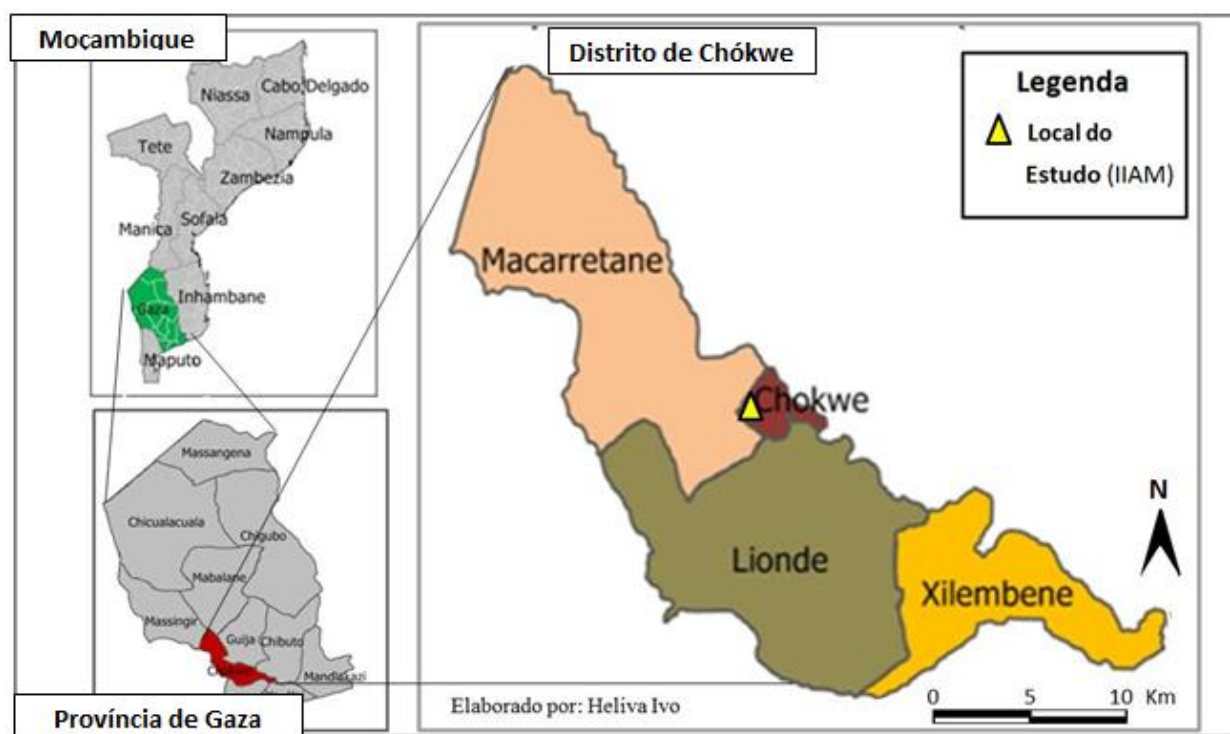 Moçambique
Niassa
Cabo Delgado
Nampula
Tete
Zambezia
Sofala
Manica
Inhambane
Gaza
Maputo
Massangena
Chicualacuala
Chigubo
Mabalane
Massingir
Guija
Chibuto
Mandlakazi
Província de Gaza
Distrito de Chókwe
Legenda
Local do
Estudo (IIAM)
Macarretane
Chokwe
Lionde
Xilembene
N
Elaborado por: Heliva Ivo
0 5 10 Km